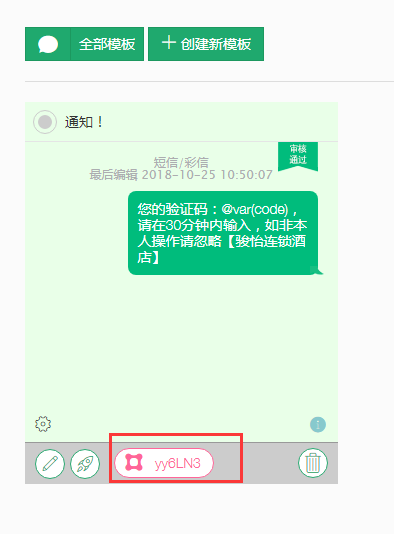 全部模板 创建新模板
通知！
审核
通过
短信/彩信
最后编辑 2018-10-25 10:50:07
您的验证码：@var(code)，
请在30分钟内输入，如非本
人操作请忽略【骏怡连锁酒
店】
yy6LN3